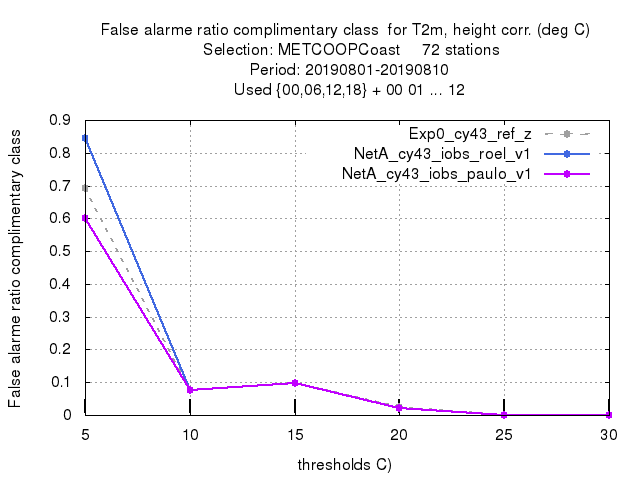 False alarme ratio complimentary class  for T2m, height corr. (deg C)
Selection: METCOOPCoast     72 stations
Period: 20190801-20190810
Used {00,06,12,18} + 00 01 ... 12
False alarme ratio complimentary class
0.9
0.8
0.7
0.6
0.5
0.4
0.3
0.2
0.1
0
Exp0_cy43_ref_z
NetA_cy43_iobs_roel_v1
NetA_cy43_iobs_paulo_v1
5 10 15 20 25 30
thresholds C)